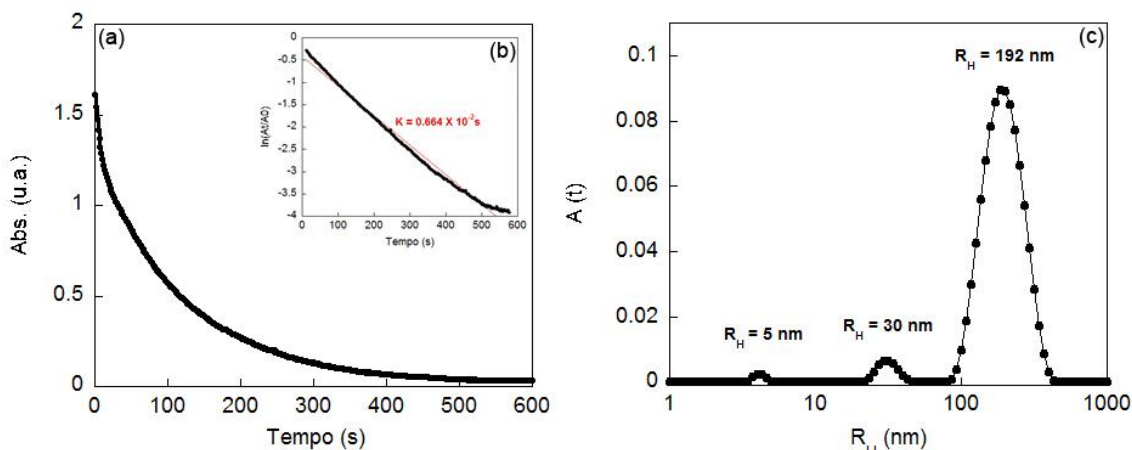 (a)
2
1.5
1
0.5
0
Abs. (u.a.)
0 100 200 300 400 500 600
Tempo (s)
(b)
0
-0.5
-1
-1.5
-2
-2.5
-3
-3.5
-4
ln(At/A0)
K = 0.664 X 10⁻²s
0 100 200 300 400 500 600
Tempo (s)
(c)
0.1
0.08
0.06
0.04
0.02
0
A (t)
R_H = 192 nm
R_H = 30 nm
R_H = 5 nm
1 10 100 1000
R_H (nm)